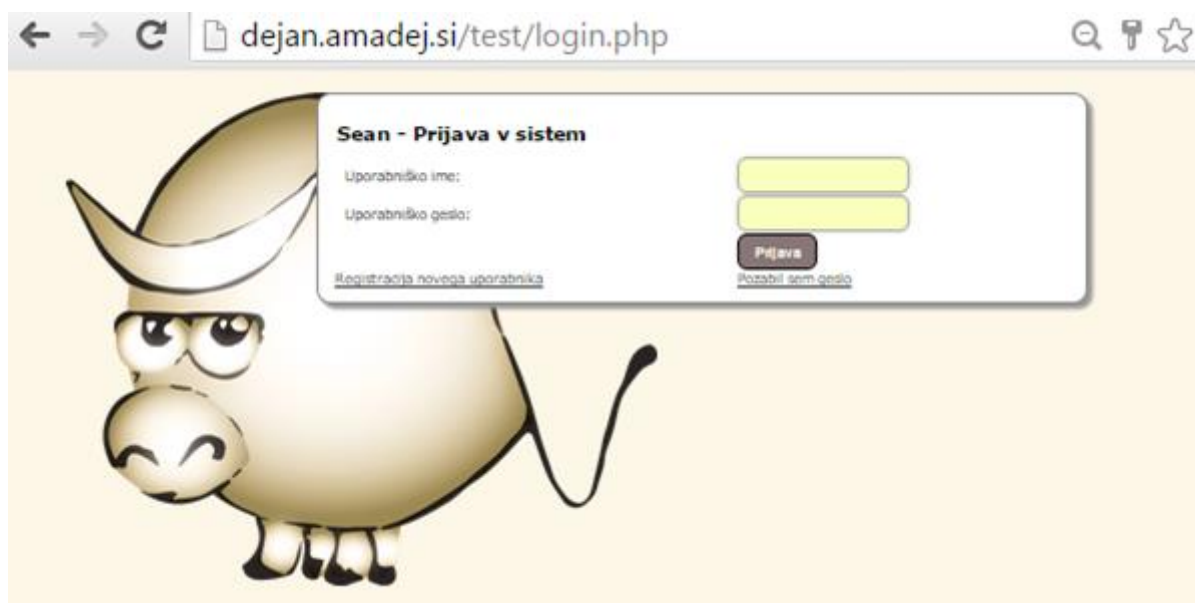 dejan.amadej.si/test/login.php
Sean - Prijava v sistem
Uporabniško ime:
Uporabniško geslo:
Prijava
Registracija novega uporabnika
Pozabil sem geslo